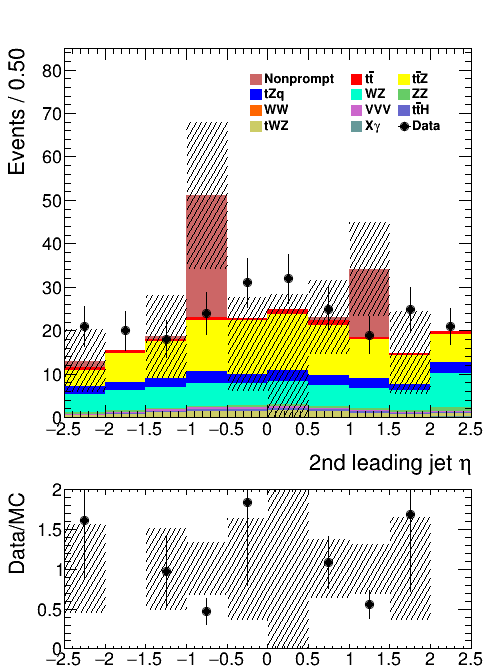 Events / 0.50
80
70
60
50
40
30
20
10
0
Nonprompt tt̄ tt̄Z
tZq WZ ZZ
WW VVV tt̄H
tWZ Xγ Data
−2.5 −2 −1.5 −1 −0.5 0 0.5 1 1.5 2 2.5
2nd leading jet η
Data/MC
2
1.5
1
0.5
0
−2.5 −2 −1.5 −1 −0.5 0 0.5 1 1.5 2 2.5